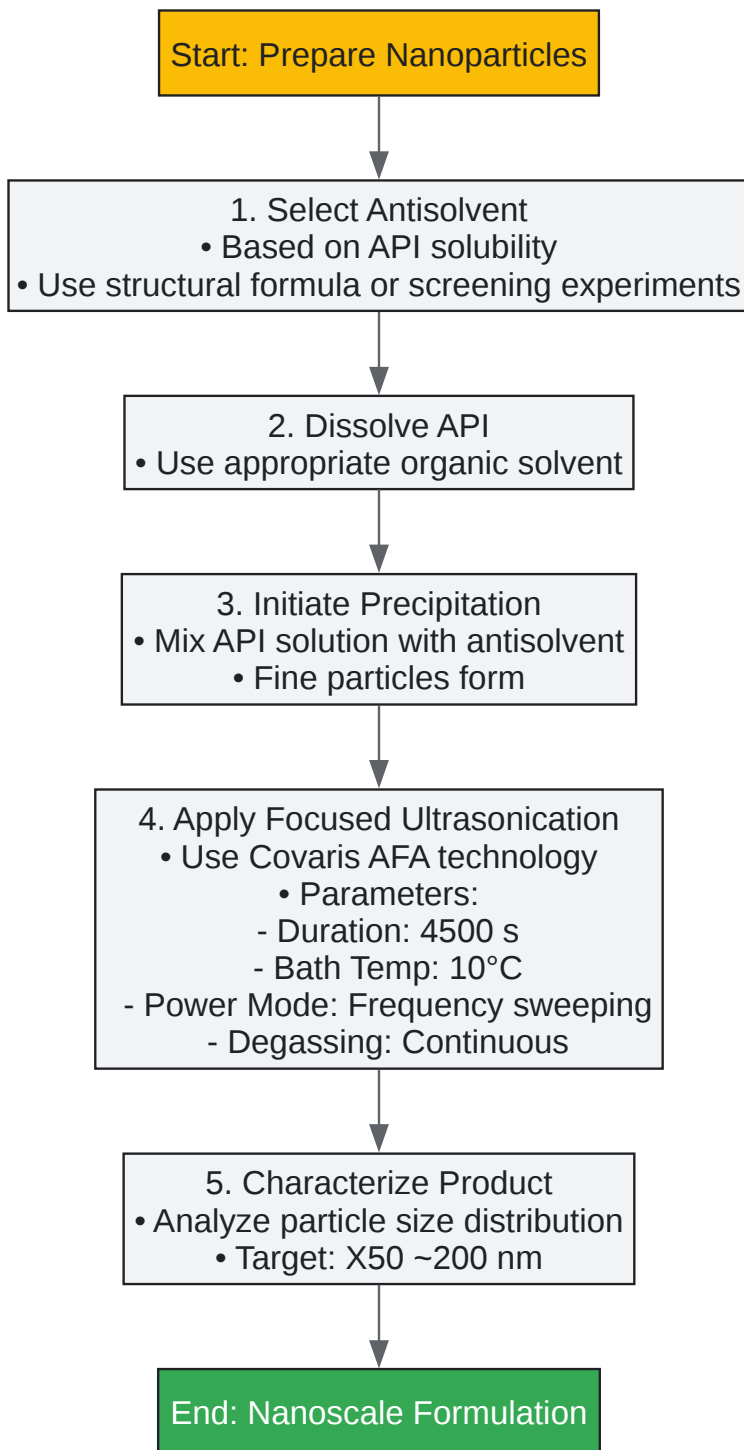 Start: Prepare Nanoparticles
1. Select Antisolvent
• Based on API solubility
• Use structural formula or screening experiments
2. Dissolve API
• Use appropriate organic solvent
3. Initiate Precipitation
• Mix API solution with antisolvent
• Fine particles form
4. Apply Focused Ultrasonication
• Use Covaris AFA technology
• Parameters:
- Duration: 4500 s
- Bath Temp: 10°C
- Power Mode: Frequency sweeping
- Degassing: Continuous
5. Characterize Product
• Analyze particle size distribution
• Target: X50 ~200 nm
End: Nanoscale Formulation